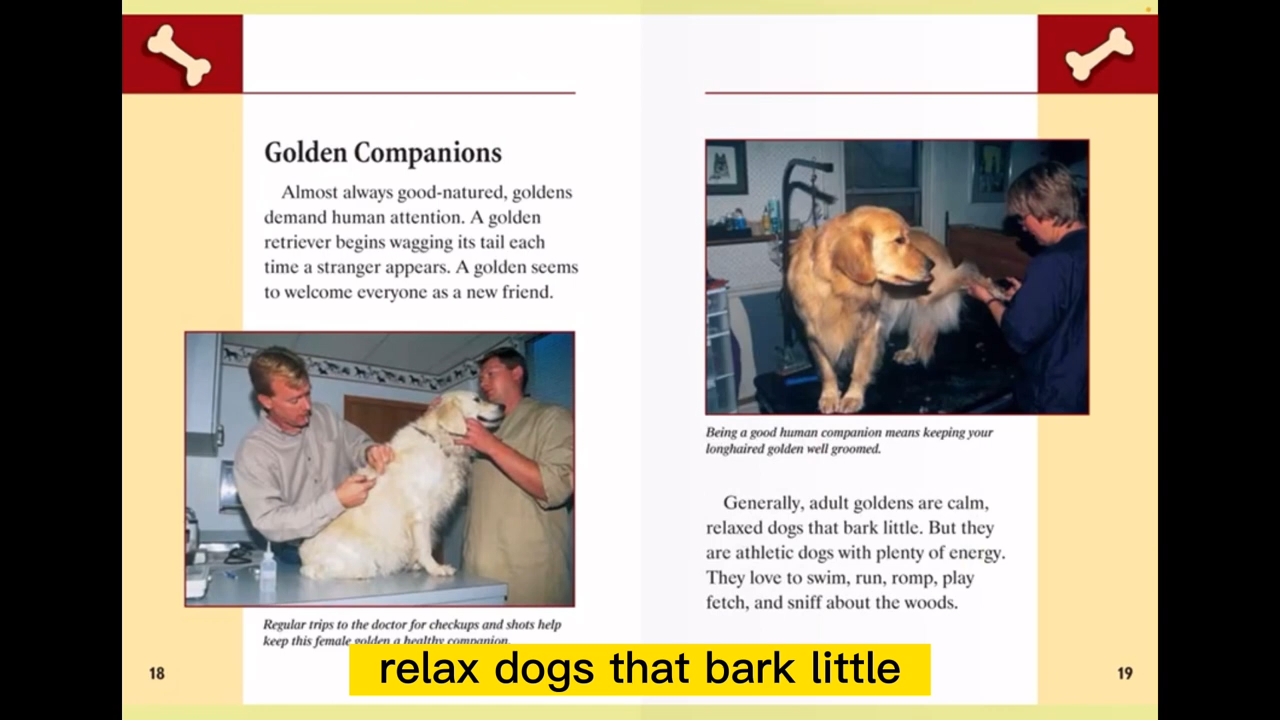 Golden Companions
Almost always good-natured, goldens
demand human attention. A golden
retriever begins wagging its tail each
time a stranger appears. A golden seems
to welcome everyone as a new friend.
Regular trips to the doctor for checkups and shots help
keep this female golden a healthy companion.
18
Being a good human companion means keeping your
longhaired golden well groomed.
Generally, adult goldens are calm,
relaxed dogs that bark little. But they
are athletic dogs with plenty of energy.
They love to swim, run, romp, play
fetch, and sniff about the woods.
19
relax dogs that bark little